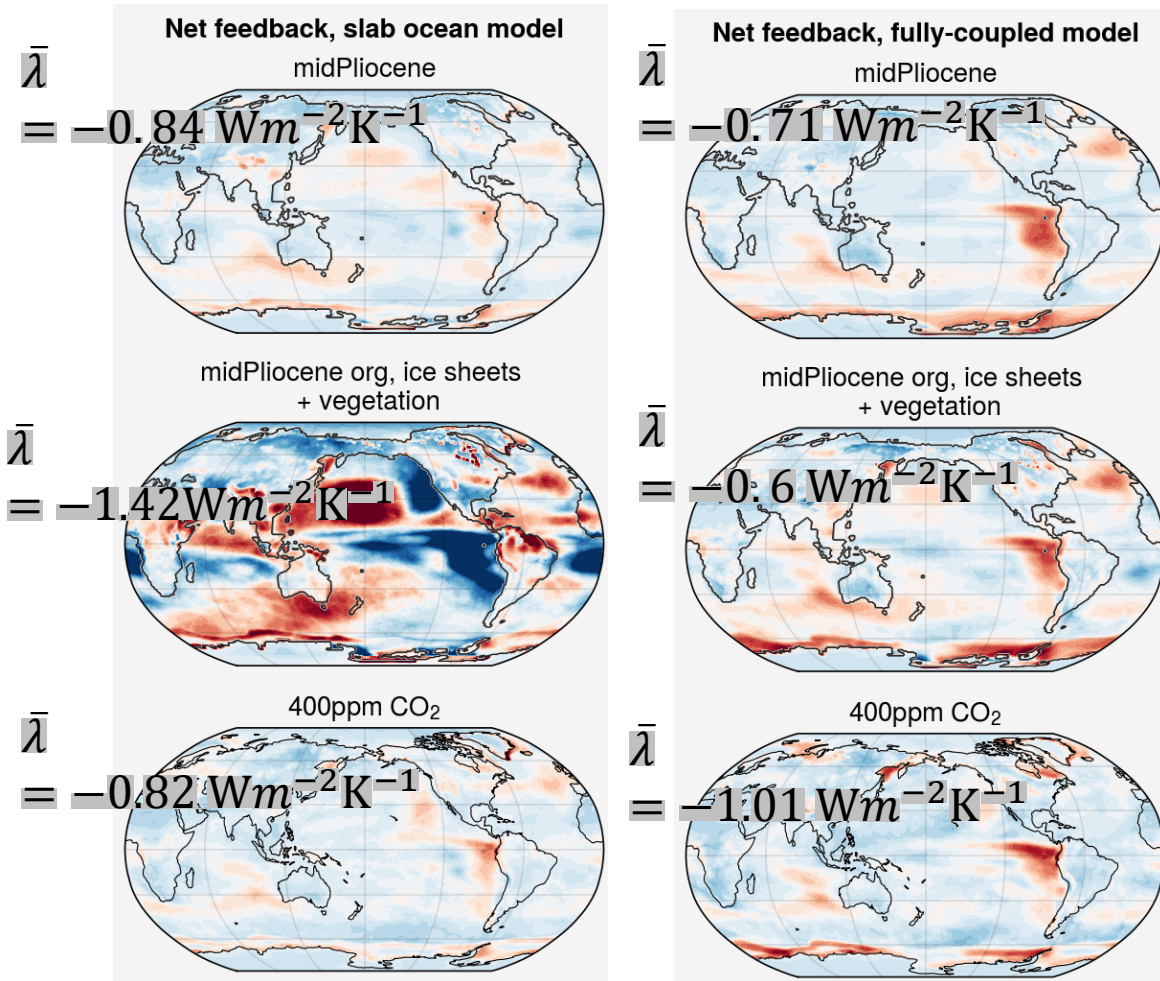 Net feedback, slab ocean model
midPliocene
λ̄
= −0.84 Wm⁻²K⁻¹
midPliocene org, ice sheets
+ vegetation
λ̄
= −1.42Wm⁻²K⁻¹
400ppm CO₂
λ̄
= −0.82 Wm⁻²K⁻¹
Net feedback, fully-coupled model
midPliocene
λ̄
= −0.71 Wm⁻²K⁻¹
midPliocene org, ice sheets
+ vegetation
λ̄
= −0.6 Wm⁻²K⁻¹
400ppm CO₂
λ̄
= −1.01 Wm⁻²K⁻¹